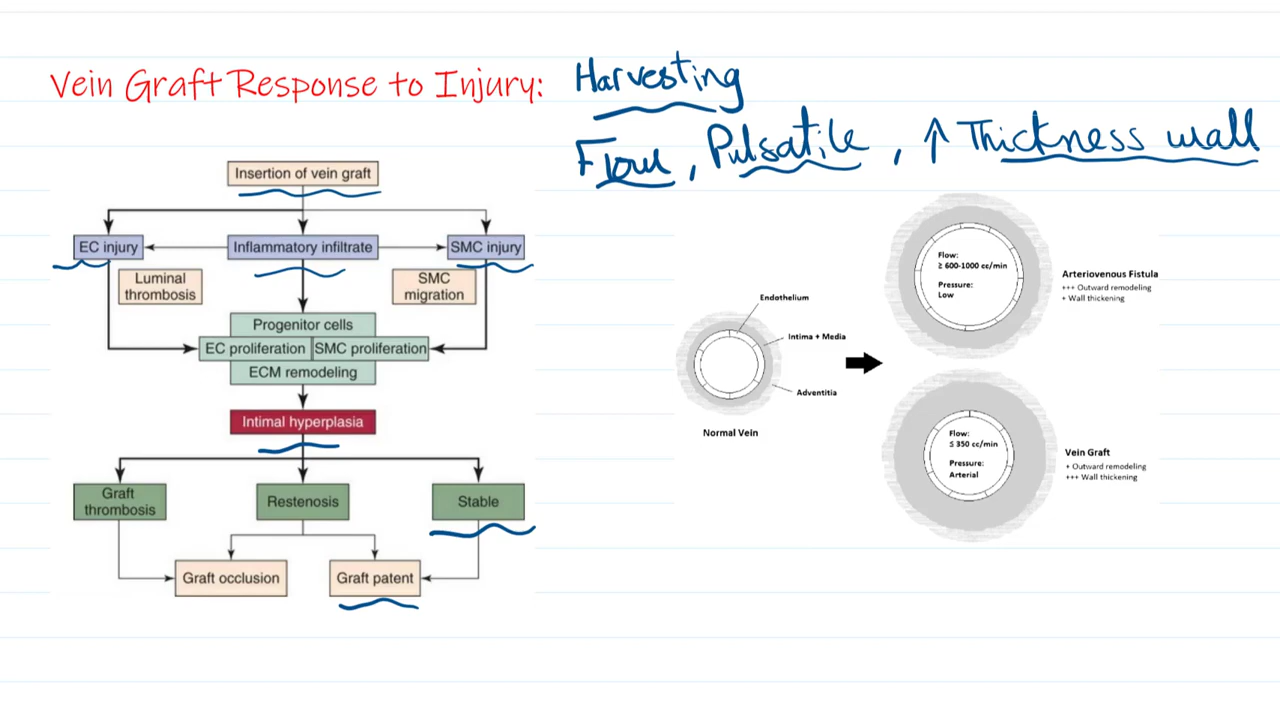 Vein Graft Response to Injury:
Harvesting
Flow, Pulsatile, ↑ Thickness wall
Insertion of vein graft
EC injury
Inflammatory infiltrate
SMC injury
Luminal
thrombosis
SMC
migration
Progenitor cells
EC proliferation
SMC proliferation
ECM remodeling
Intimal hyperplasia
Graft
thrombosis
Restenosis
Stable
Graft occlusion
Graft patent
Endothelium
Intima + Media
Adventitia
Normal Vein
Flow:
≥ 600-1000 cc/min
Pressure:
Low
Arteriovenous Fistula
+++ Outward remodeling
+ Wall thickening
Flow:
≤ 350 cc/min
Pressure:
Arterial
Vein Graft
+ Outward remodeling
+++ Wall thickening